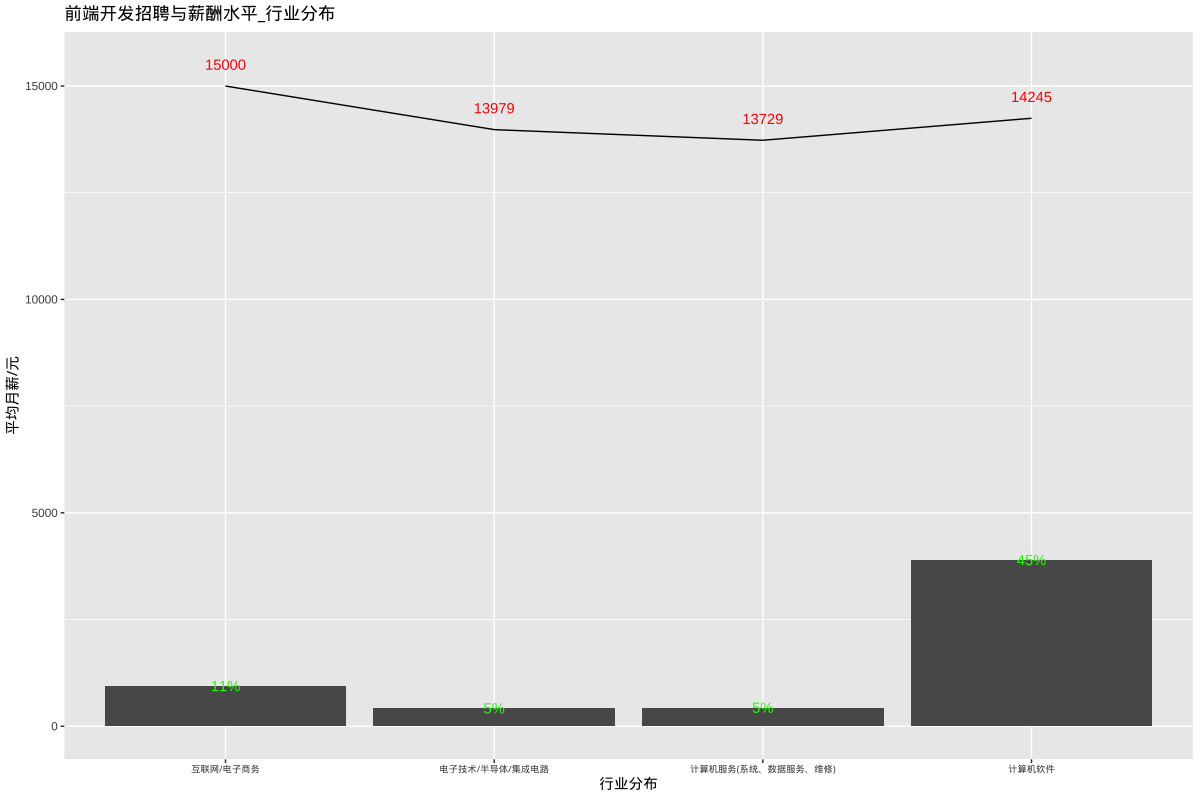 前端开发招聘与薪酬水平_行业分布
15000
13979
13729
14245
15000
10000
5000
0
平均月薪/元
11%
5%
5%
45%
互联网/电子商务
电子技术/半导体/集成电路
计算机服务(系统、数据服务、维修)
计算机软件
行业分布